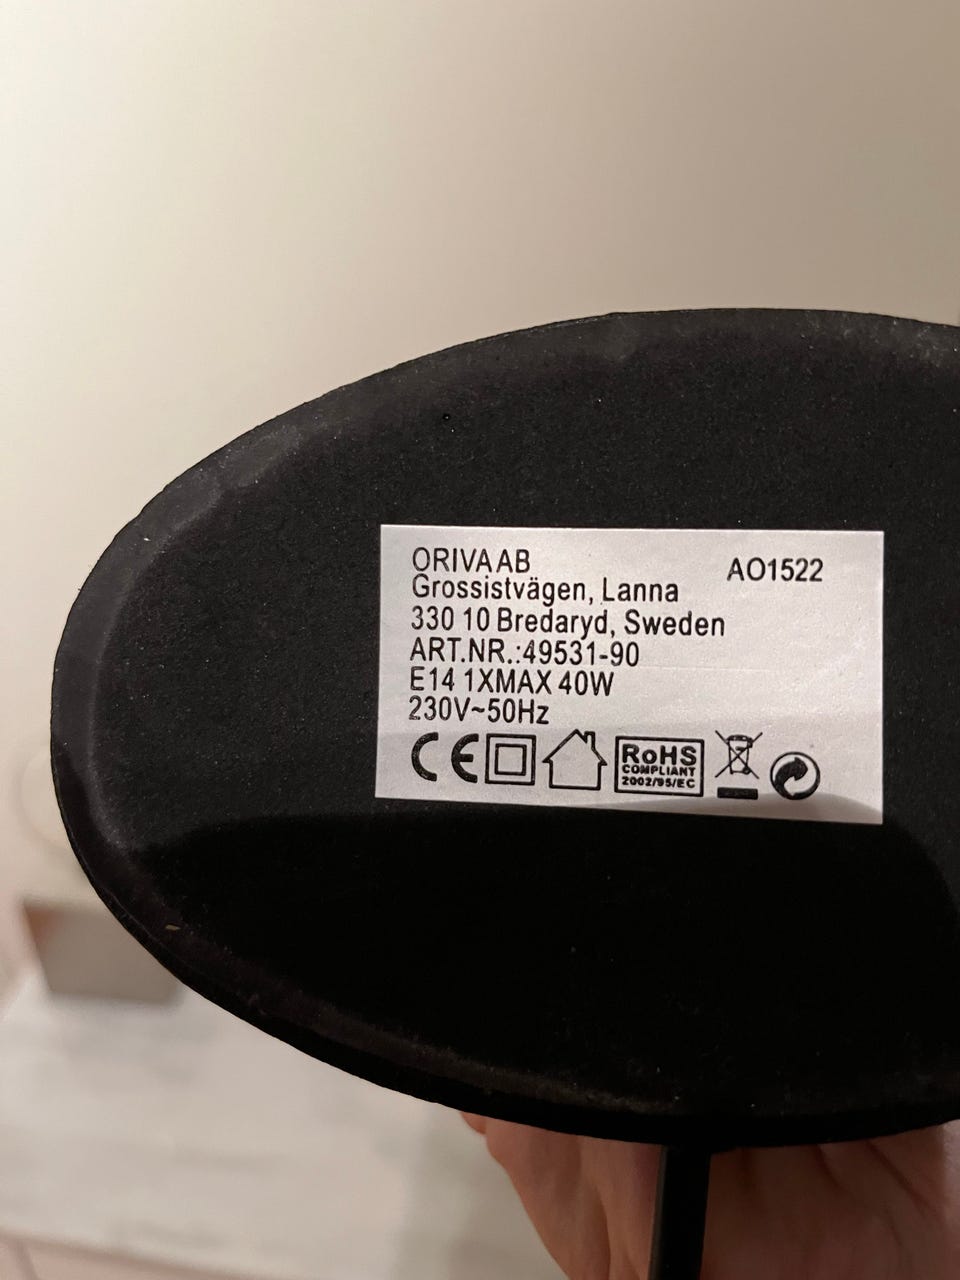 ORIVA AB
AO1522
Grossistvägen, Lanna
330 10 Bredaryd, Sweden
ART.NR.:49531-90
E14 1XMAX 40W
230V~50Hz
CE
RoHS
COMPLIANT
2002/95/EC